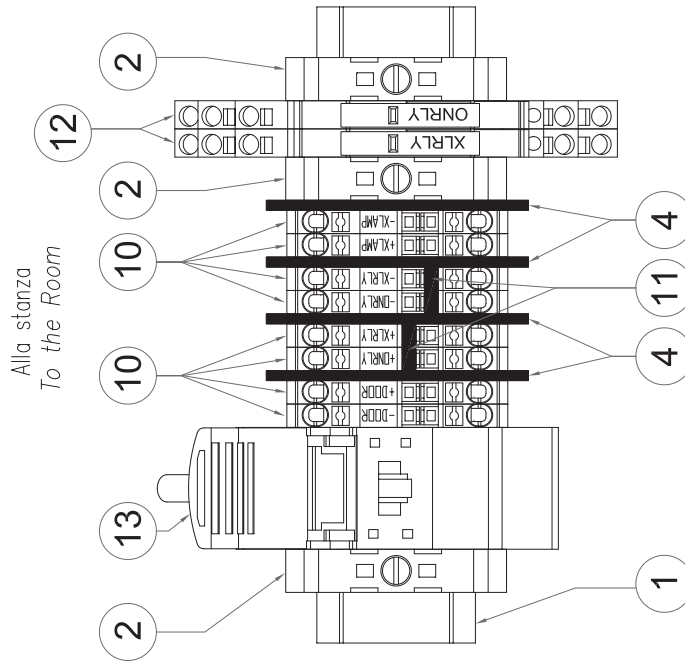 Alla stanza
To the Room
12
2
13
10
10
2
2
-DOOR
+DOOR
+ONRLY
+XLRLY
-ONRLY
-XLRLY
+XLAMP
-XLAMP
XLRLY
ONRLY
1
4
11
4